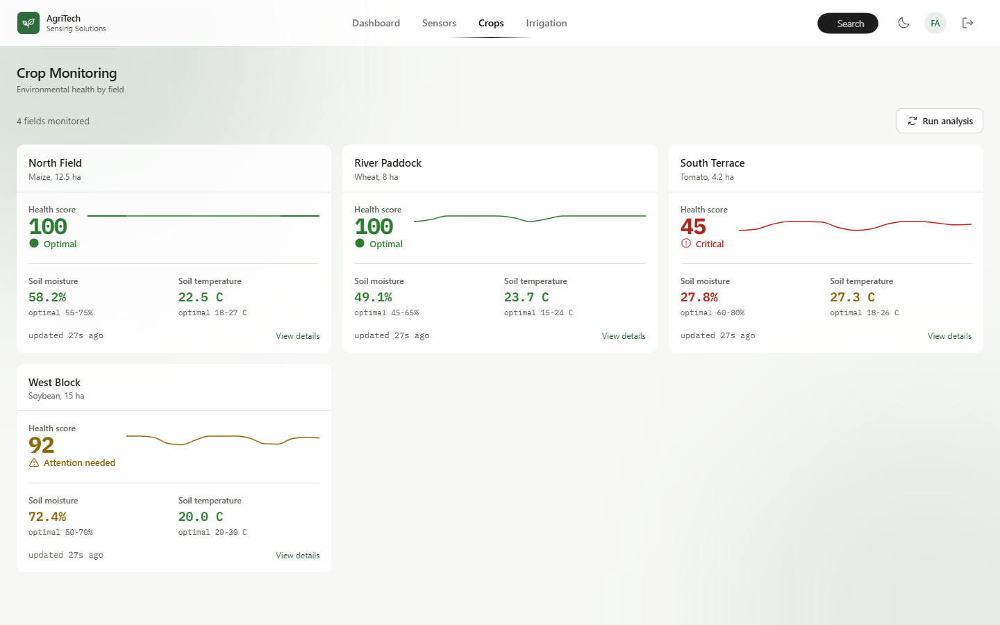 AgriTech
Sensing Solutions
Dashboard
Sensors
Crops
Irrigation
Search
FA
Crop Monitoring
Environmental health by field
4 fields monitored
Run analysis
North Field
Maize, 12.5 ha
Health score
100
Optimal
Soil moisture
58.2%
optimal 55-75%
Soil temperature
22.5 C
optimal 18-27 C
updated 27s ago
View details
River Paddock
Wheat, 8 ha
Health score
100
Optimal
Soil moisture
49.1%
optimal 45-65%
Soil temperature
23.7 C
optimal 15-24 C
updated 27s ago
View details
South Terrace
Tomato, 4.2 ha
Health score
45
Critical
Soil moisture
27.8%
optimal 60-80%
Soil temperature
27.3 C
optimal 18-26 C
updated 27s ago
View details
West Block
Soybean, 15 ha
Health score
92
Attention needed
Soil moisture
72.4%
optimal 50-70%
Soil temperature
20.0 C
optimal 20-30 C
updated 27s ago
View details